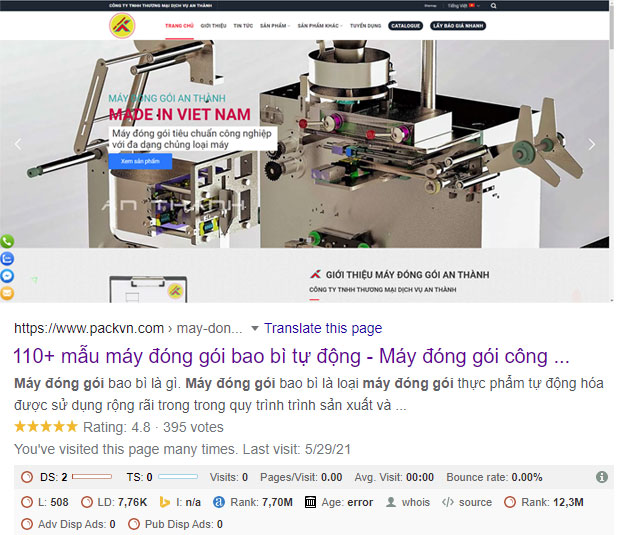 CÔNG TY TNHH THƯƠNG MẠI DỊCH VỤ AN THÀNH
Sitemap Tiếng Việt
TRANG CHỦ GIỚI THIỆU TIN TỨC SẢN PHẨM SẢN PHẨM KHÁC TUYỂN DỤNG CATALOGUE LẤY BÁO GIÁ NHANH
MÁY ĐÓNG GÓI AN THÀNH
MADE IN VIET NAM
Máy đóng gói tiêu chuẩn công nghiệp
với đa dạng chủng loại máy
Xem sản phẩm
AN THÀNH
GIỚI THIỆU MÁY ĐÓNG GÓI AN THÀNH
CÔNG TY TNHH THƯƠNG MẠI DỊCH VỤ AN THÀNH
https://www.packvn.com › may-don... Translate this page
110+ mẫu máy đóng gói bao bì tự động - Máy đóng gói công ...
Máy đóng gói bao bì là gì. Máy đóng gói bao bì là loại máy đóng gói thực phẩm tự động hóa
được sử dụng rộng rãi trong trong quy trình trình sản xuất và ...
Rating: 4.8 · 395 votes
You've visited this page many times. Last visit: 5/29/21
DS: 2 TS: 0 Visits: 0 Pages/Visit: 0.00 Avg. Visit: 00:00 Bounce rate: 0.00%
L: 508 LD: 7,76K I: n/a Rank: 7,70M Age: error whois </> source Rank: 12,3M
Adv Disp Ads: 0 Pub Disp Ads: 0